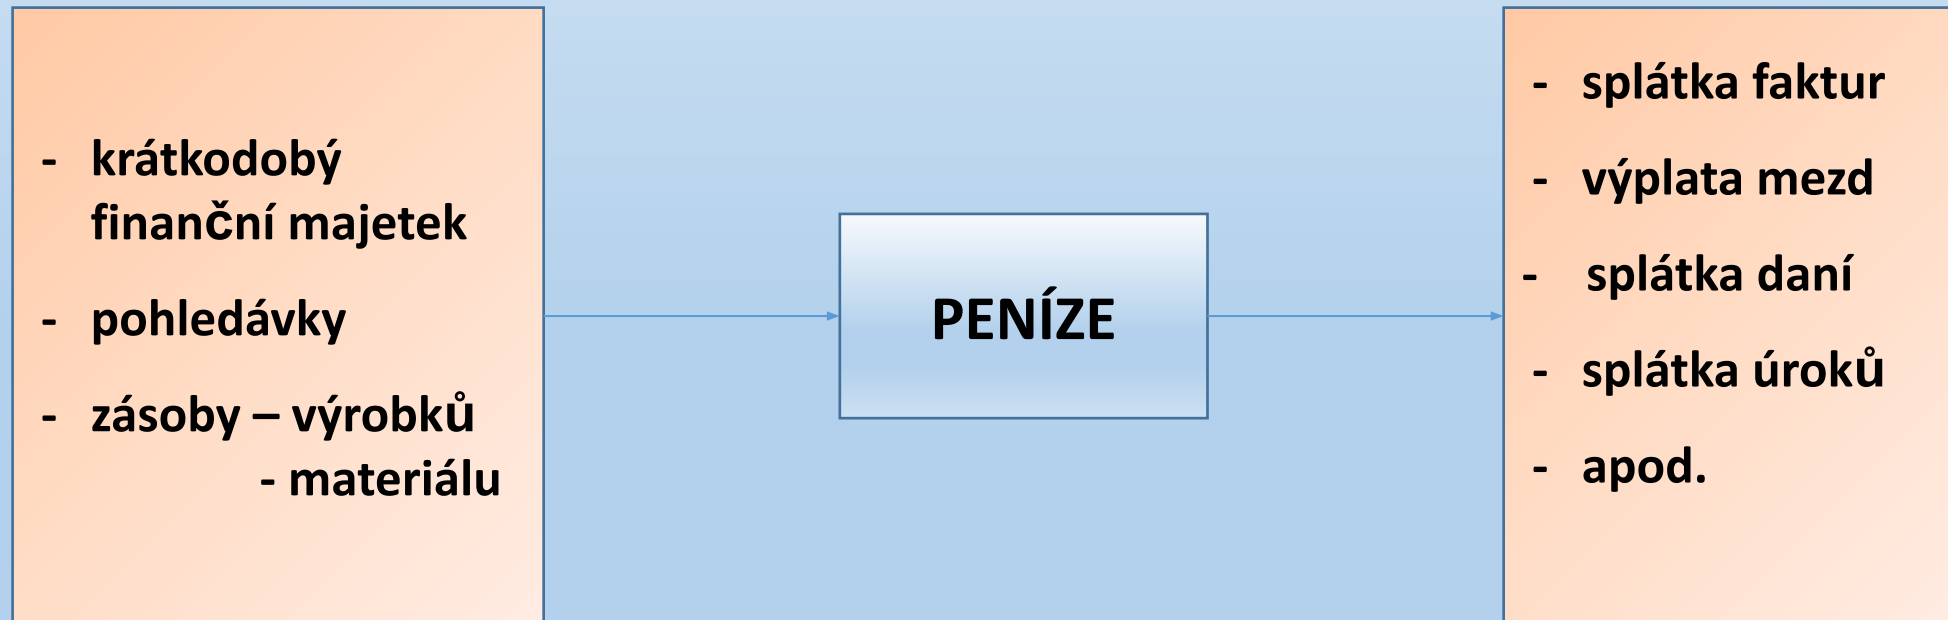 - krátkodobý
finanční majetek
- pohledávky
- zásoby – výrobků
- materiálu
PENÍZE
- splátka faktur
- výplata mezd
- splátka daní
- splátka úroků
- apod.